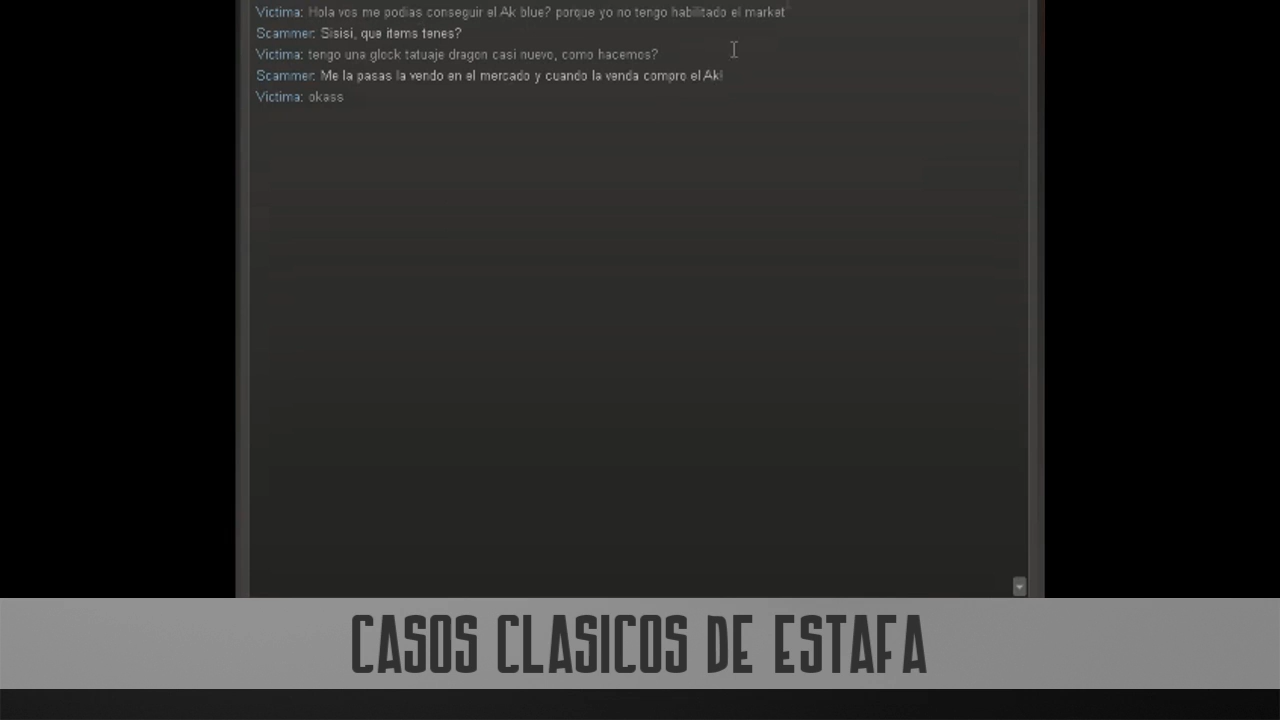 Victima: Hola vos me podias conseguir el Ak blue? porque yo no tengo habilitado el market
Scammer: Sisisi, que items tenes?
Victima: tengo una glock tatuaje dragon casi nuevo, como hacemos?
Scammer: Me la pasas la vendo en el mercado y cuando la venda compro el Ak!
Victima: okass
CASOS CLASICOS DE ESTAFA